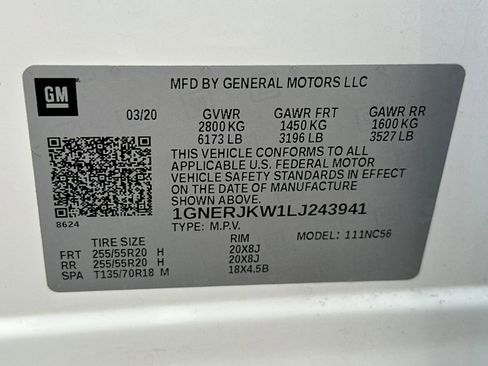 GM
MFD BY GENERAL MOTORS LLC
03/20 GVWR GAWR FRT GAWR RR
2800 KG 1450 KG 1600 KG
6173 LB 3196 LB 3527 LB
THIS VEHICLE CONFORMS TO ALL
APPLICABLE U.S. FEDERAL MOTOR
VEHICLE SAFETY STANDARDS IN EFFECT
ON THE DATE OF MANUFACTURE
SHOWN ABOVE.
8624
1GNERJKW1LJ243941
TYPE: M.P.V. MODEL: 111NC56
TIRE SIZE RIM
FRT 255/55R20 H 20X8J
RR 255/55R20 H 20X8J
SPA T135/70R18 M 18X4.5B